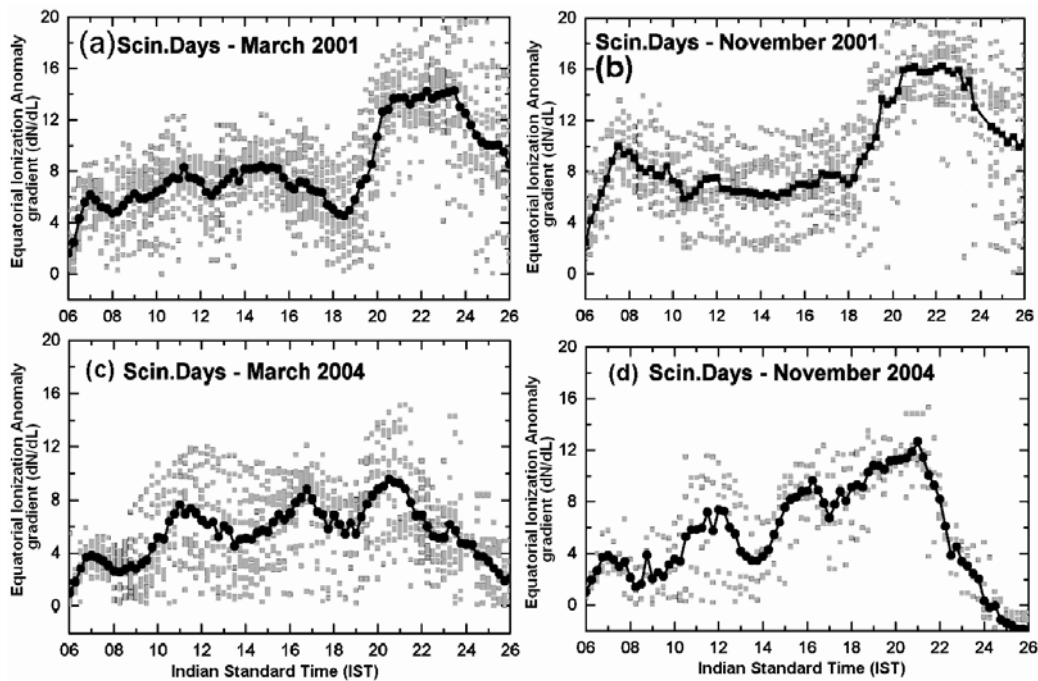 (a) Scin.Days - March 2001
Equatorial Ionization Anomaly
gradient (dN/dL)
20
16
12
8
4
0
06 08 10 12 14 16 18 20 22 24 26
Scin.Days - November 2001
(b)
Equatorial Ionization Anomaly
gradient (dN/dL)
20
16
12
8
4
0
06 08 10 12 14 16 18 20 22 24 26
(c) Scin.Days - March 2004
Equatorial Ionization Anomaly
gradient (dN/dL)
20
16
12
8
4
0
06 08 10 12 14 16 18 20 22 24 26
Indian Standard Time (IST)
(d) Scin.Days - November 2004
Equatorial Ionization Anomaly
gradient (dN/dL)
20
16
12
8
4
0
06 08 10 12 14 16 18 20 22 24 26
Indian Standard Time (IST)